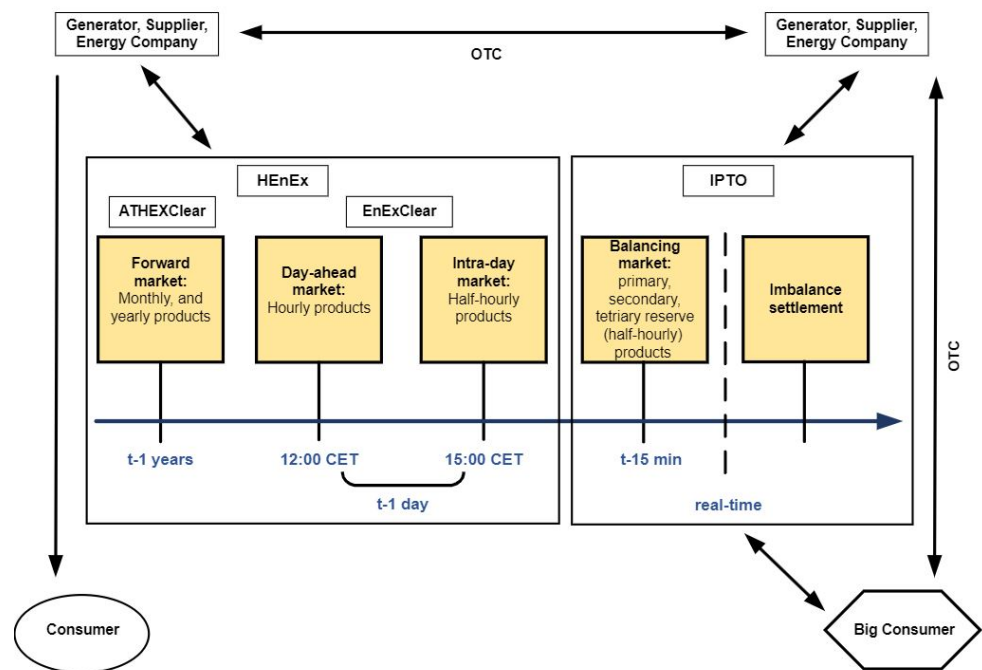 Generator, Supplier,
Energy Company
OTC
Generator, Supplier,
Energy Company
HEnEx
IPTO
ATHEXClear
EnExClear
Forward
market:
Monthly, and
yearly products
Day-ahead
market:
Hourly products
Intra-day
market:
Half-hourly
products
Balancing
market:
primary,
secondary,
tetriary reserve
(half-hourly)
products
Imbalance
settlement
OTC
t-1 years
12:00 CET
15:00 CET
t-15 min
t-1 day
real-time
Consumer
Big Consumer